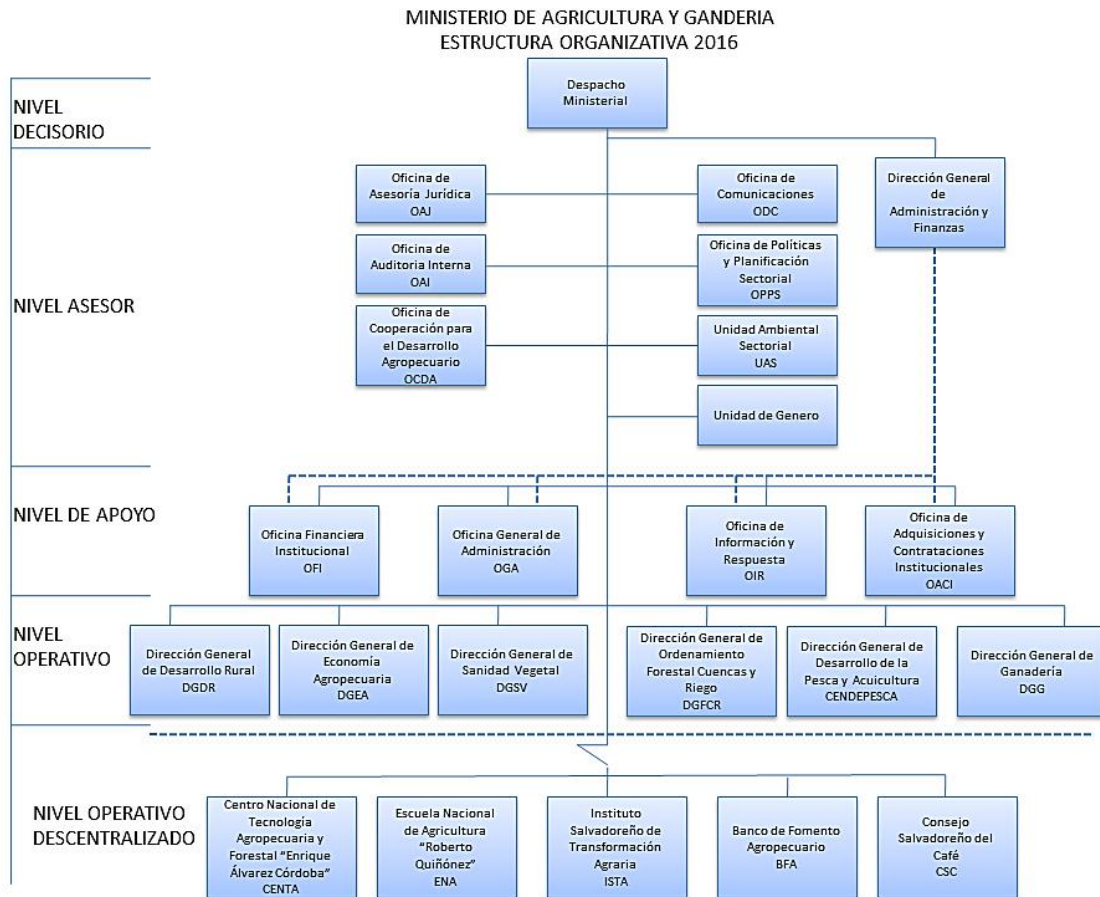 MINISTERIO DE AGRICULTURA Y GANDERIA
ESTRUCTURA ORGANIZATIVA 2016
NIVEL
DECISORIO
Despacho
Ministerial
NIVEL ASESOR
Oficina de
Asesoría Jurídica
OAJ
Oficina de
Comunicaciones
ODC
Dirección General
de
Administración y
Finanzas
Oficina de
Auditoria Interna
OAI
Oficina de Políticas
y Planificación
Sectorial
OPPS
Oficina de
Cooperación para
el Desarrollo
Agropecuario
OCDA
Unidad Ambiental
Sectorial
UAS
Unidad de Genero
NIVEL DE APOYO
Oficina Financiera
Institucional
OFI
Oficina General de
Administración
OGA
Oficina de
Información y
Respuesta
OIR
Oficina de
Adquisiciones y
Contrataciones
Institucionales
OACI
NIVEL
OPERATIVO
Dirección General
de Desarrollo Rural
DGDR
Dirección General de
Economía
Agropecuaria
DGEA
Dirección General de
Sanidad Vegetal
DGSV
Dirección General de
Ordenamiento
Forestal Cuencas y
Riego
DGFCR
Dirección General de
Desarrollo de la
Pesca y Acuicultura
CENDEPESCA
Dirección General de
Ganadería
DGG
NIVEL OPERATIVO
DESCENTRALIZADO
Centro Nacional de
Tecnología
Agropecuaria y
Forestal "Enrique
Álvarez Córdoba"
CENTA
Escuela Nacional
de Agricultura
"Roberto
Quiñónez"
ENA
Instituto
Salvadoreño de
Transformación
Agraria
ISTA
Banco de Fomento
Agropecuario
BFA
Consejo
Salvadoreño del
Café
CSC